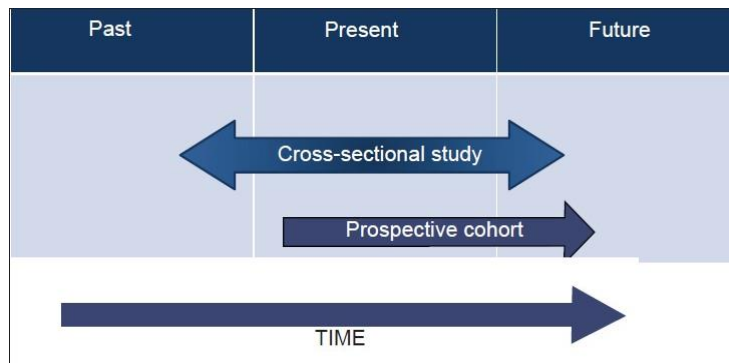 Past
Present
Future
Cross-sectional study
Prospective cohort
TIME